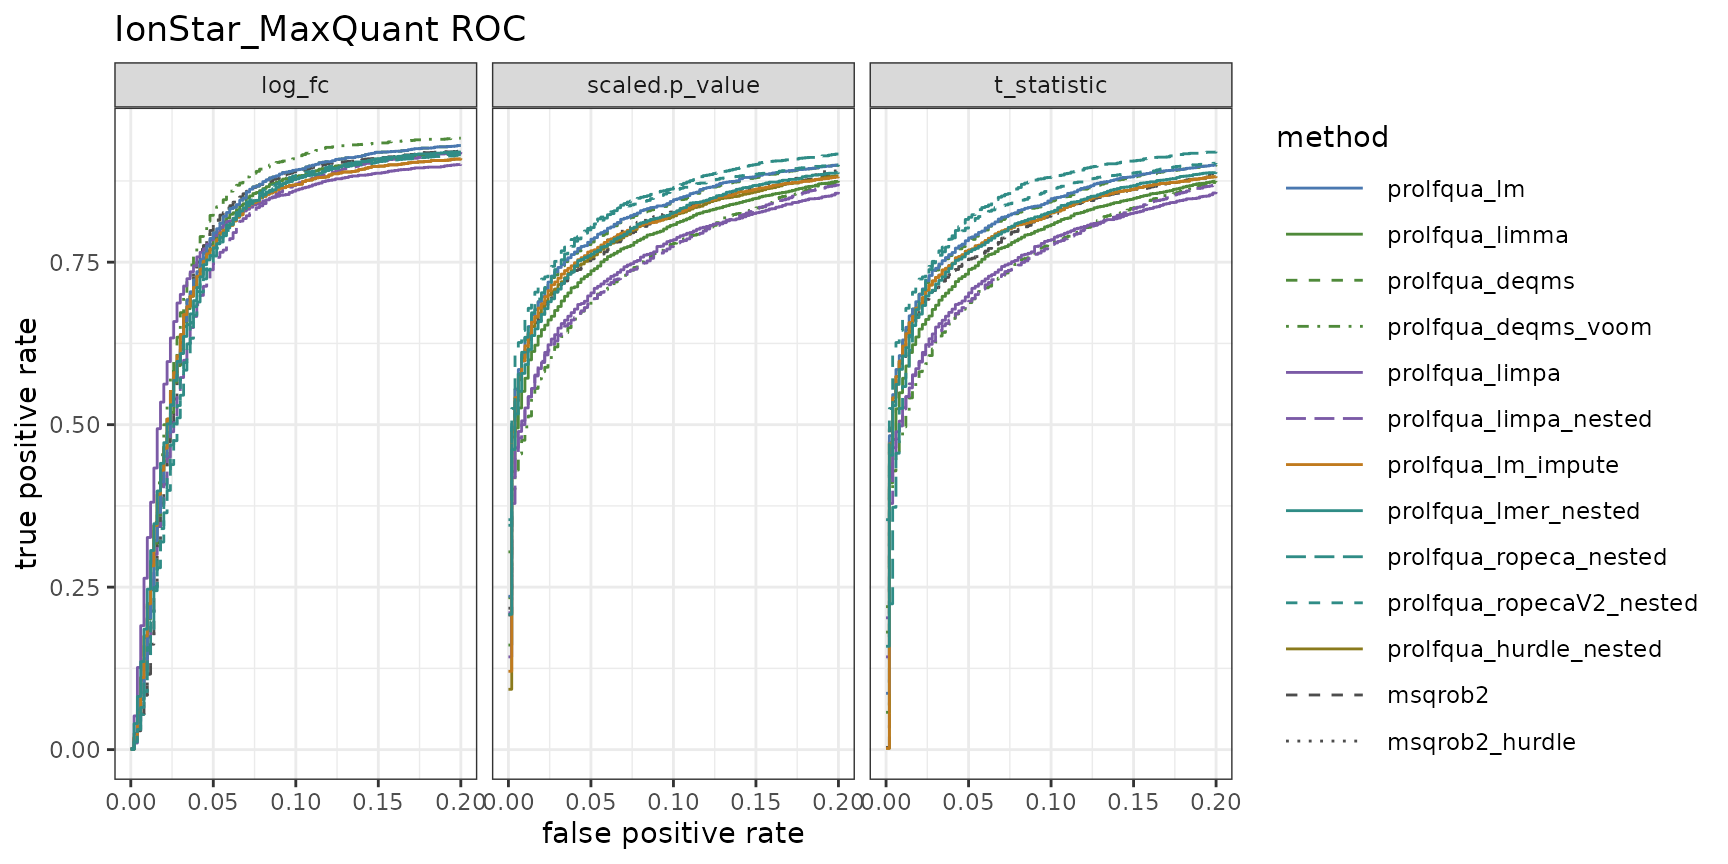 IonStar_MaxQuant ROC
log_fc
scaled.p_value
t_statistic
true positive rate
0.75
0.50
0.25
0.00
0.00 0.05 0.10 0.15 0.20
0.00 0.05 0.10 0.15 0.20
0.00 0.05 0.10 0.15 0.20
false positive rate
method
prolfqua_lm
prolfqua_limma
prolfqua_deqms
prolfqua_deqms_voom
prolfqua_limpa
prolfqua_limpa_nested
prolfqua_lm_impute
prolfqua_lmer_nested
prolfqua_ropeca_nested
prolfqua_ropecaV2_nested
prolfqua_hurdle_nested
msqrob2
msqrob2_hurdle